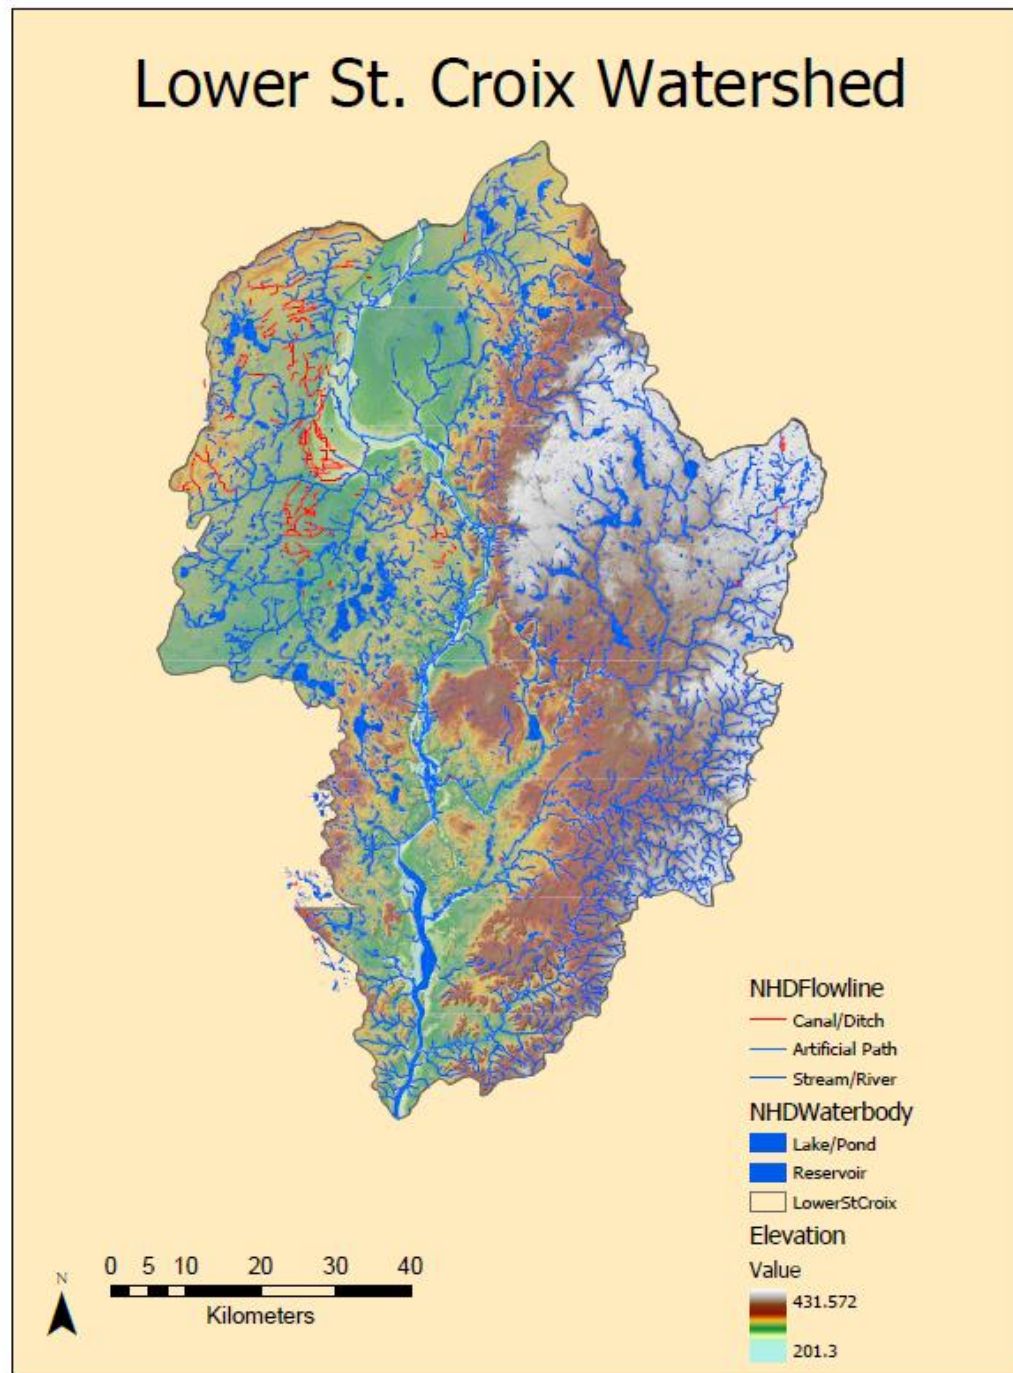 Lower St. Croix Watershed
NHDFlowline
Canal/Ditch
Artificial Path
Stream/River
NHDWaterbody
Lake/Pond
Reservoir
LowerStCroix
Elevation
Value
431.572
201.3
N
0 5 10 20 30 40
Kilometers